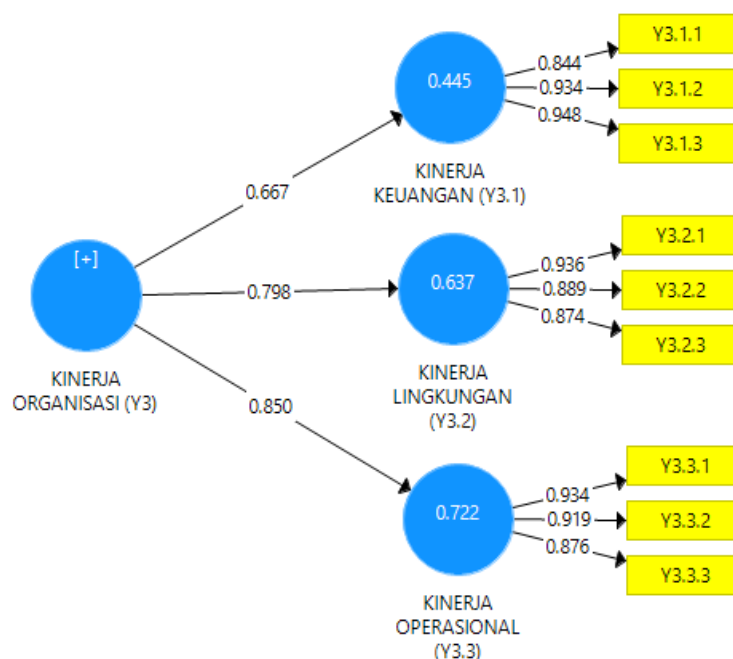 Y3.1.1
0.844
0.445
0.934
Y3.1.2
0.948
Y3.1.3
KINERJA
KEUANGAN (Y3.1)
0.667
Y3.2.1
[+]
0.936
0.637
0.889
Y3.2.2
0.798
0.874
Y3.2.3
KINERJA
ORGANISASI (Y3)
KINERJA
LINGKUNGAN
(Y3.2)
0.850
Y3.3.1
0.934
0.722
0.919
Y3.3.2
0.876
Y3.3.3
KINERJA
OPERASIONAL
(Y3.3)